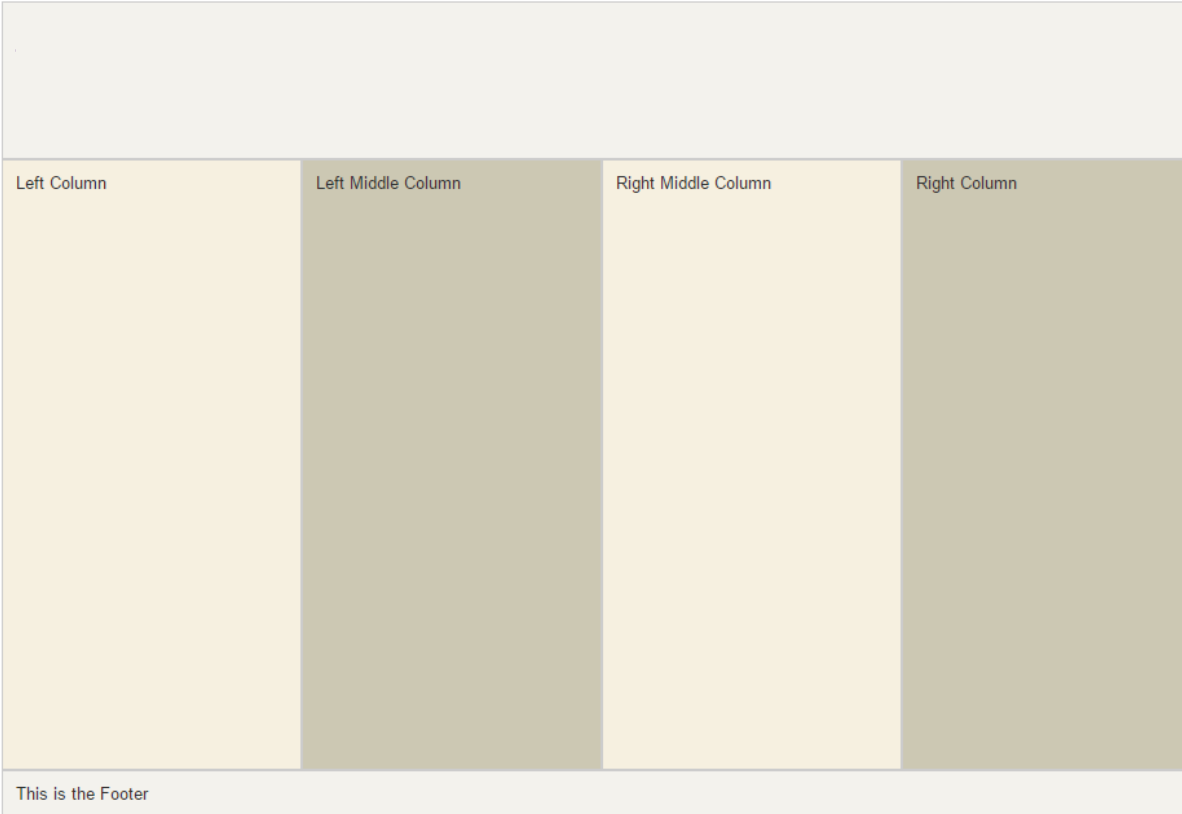 Left Column
Left Middle Column
Right Middle Column
Right Column
This is the Footer